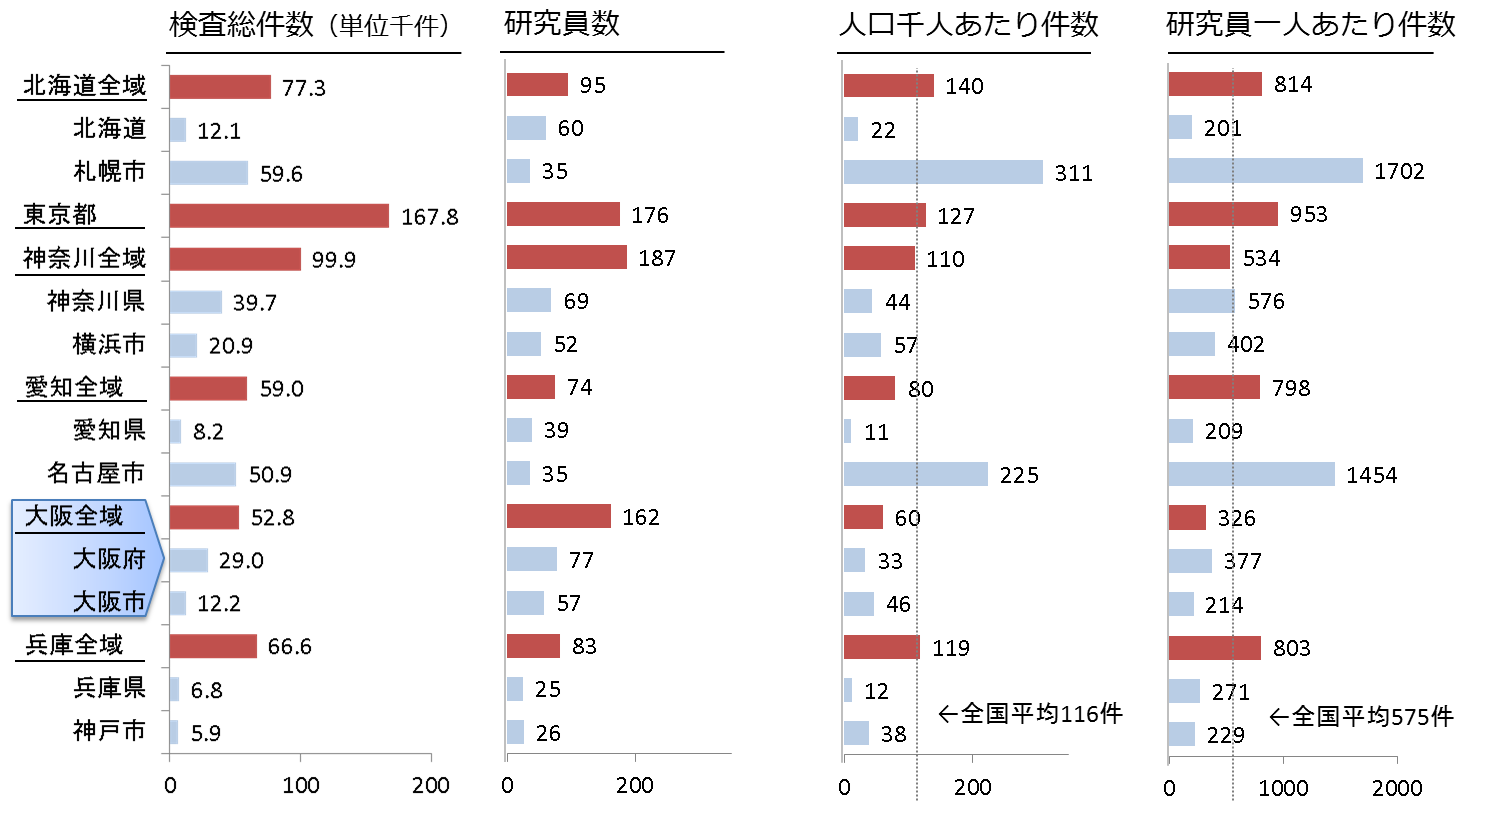 検査総件数（単位千件） 研究員数 人口千人あたり件数 研究員一人あたり件数
北海道全域 77.3 95 140 814
北海道 12.1 60 22 201
札幌市 59.6 35 311 1702
東京都 167.8 176 127 953
神奈川全域 99.9 187 110 534
神奈川県 39.7 69 44 576
横浜市 20.9 52 57 402
愛知全域 59.0 74 80 798
愛知県 8.2 39 11 209
名古屋市 50.9 35 225 1454
大阪全域 52.8 162 60 326
大阪府 29.0 77 33 377
大阪市 12.2 57 46 214
兵庫全域 66.6 83 119 803
兵庫県 6.8 25 12 271
←全国平均116件 ←全国平均575件
神戸市 5.9 26 38 229
0 100 200 0 200 0 200 0 1000 2000